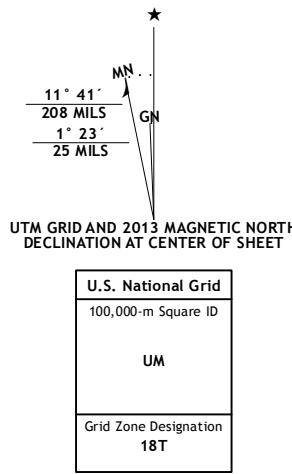 MN
GN
11° 41´
208 MILS
1° 23´
25 MILS
UTM GRID AND 2013 MAGNETIC NORTH
DECLINATION AT CENTER OF SHEET
U.S. National Grid
100,000-m Square ID
UM
Grid Zone Designation
18T